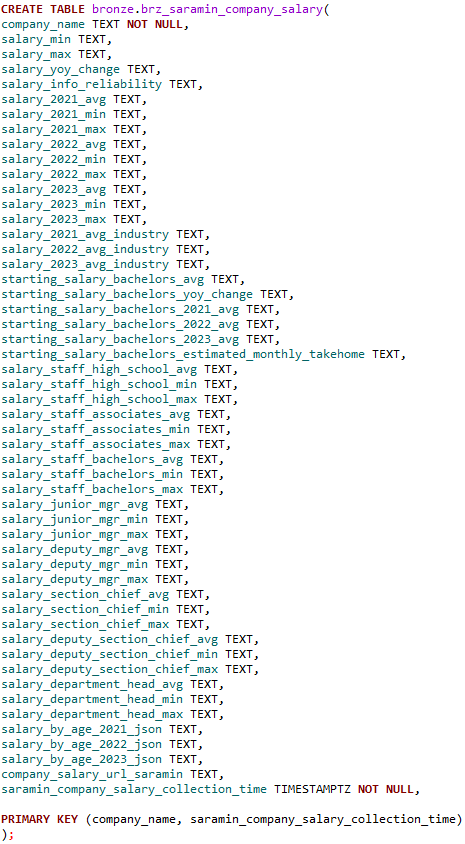 CREATE TABLE bronze.brz_saramin_company_salary(
company_name TEXT NOT NULL,
salary_min TEXT,
salary_max TEXT,
salary_yoy_change TEXT,
salary_info_reliability TEXT,
salary_2021_avg TEXT,
salary_2021_min TEXT,
salary_2021_max TEXT,
salary_2022_avg TEXT,
salary_2022_min TEXT,
salary_2022_max TEXT,
salary_2023_avg TEXT,
salary_2023_min TEXT,
salary_2023_max TEXT,
salary_2021_avg_industry TEXT,
salary_2022_avg_industry TEXT,
salary_2023_avg_industry TEXT,
starting_salary_bachelors_avg TEXT,
starting_salary_bachelors_yoy_change TEXT,
starting_salary_bachelors_2021_avg TEXT,
starting_salary_bachelors_2022_avg TEXT,
starting_salary_bachelors_2023_avg TEXT,
starting_salary_bachelors_estimated_monthly_takehome TEXT,
salary_staff_high_school_avg TEXT,
salary_staff_high_school_min TEXT,
salary_staff_high_school_max TEXT,
salary_staff_associates_avg TEXT,
salary_staff_associates_min TEXT,
salary_staff_associates_max TEXT,
salary_staff_bachelors_avg TEXT,
salary_staff_bachelors_min TEXT,
salary_staff_bachelors_max TEXT,
salary_junior_mgr_avg TEXT,
salary_junior_mgr_min TEXT,
salary_junior_mgr_max TEXT,
salary_deputy_mgr_avg TEXT,
salary_deputy_mgr_min TEXT,
salary_deputy_mgr_max TEXT,
salary_section_chief_avg TEXT,
salary_section_chief_min TEXT,
salary_section_chief_max TEXT,
salary_deputy_section_chief_avg TEXT,
salary_deputy_section_chief_min TEXT,
salary_deputy_section_chief_max TEXT,
salary_department_head_avg TEXT,
salary_department_head_min TEXT,
salary_department_head_max TEXT,
salary_by_age_2021_json TEXT,
salary_by_age_2022_json TEXT,
salary_by_age_2023_json TEXT,
company_salary_url_saramin TEXT,
saramin_company_salary_collection_time TIMESTAMPTZ NOT NULL,
PRIMARY KEY (company_name, saramin_company_salary_collection_time)
);